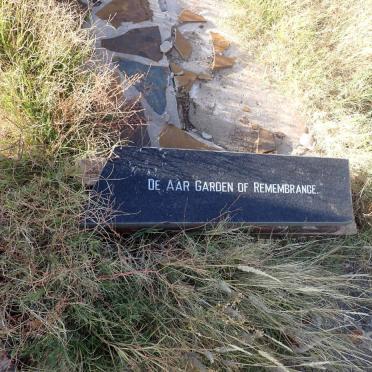 De Aar Garden of Remembrance.